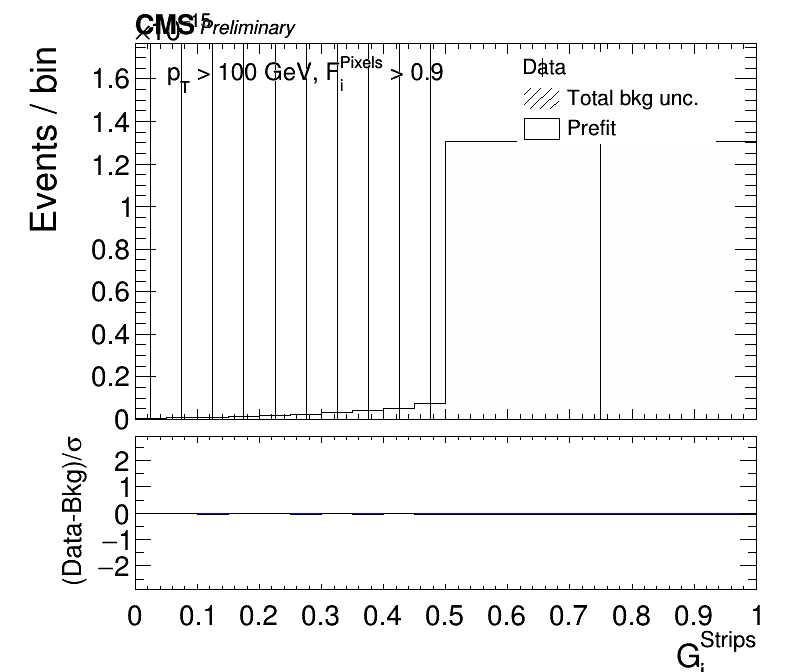 CMS Preliminary
×10^15
p_T > 100 GeV, F_i^Pixels > 0.9
Data
Total bkg unc.
Prefit
Events / bin
1.6
1.4
1.2
1
0.8
0.6
0.4
0.2
0
(Data-Bkg)/σ
2
1
0
−1
−2
0 0.1 0.2 0.3 0.4 0.5 0.6 0.7 0.8 0.9 1
G_i^Strips